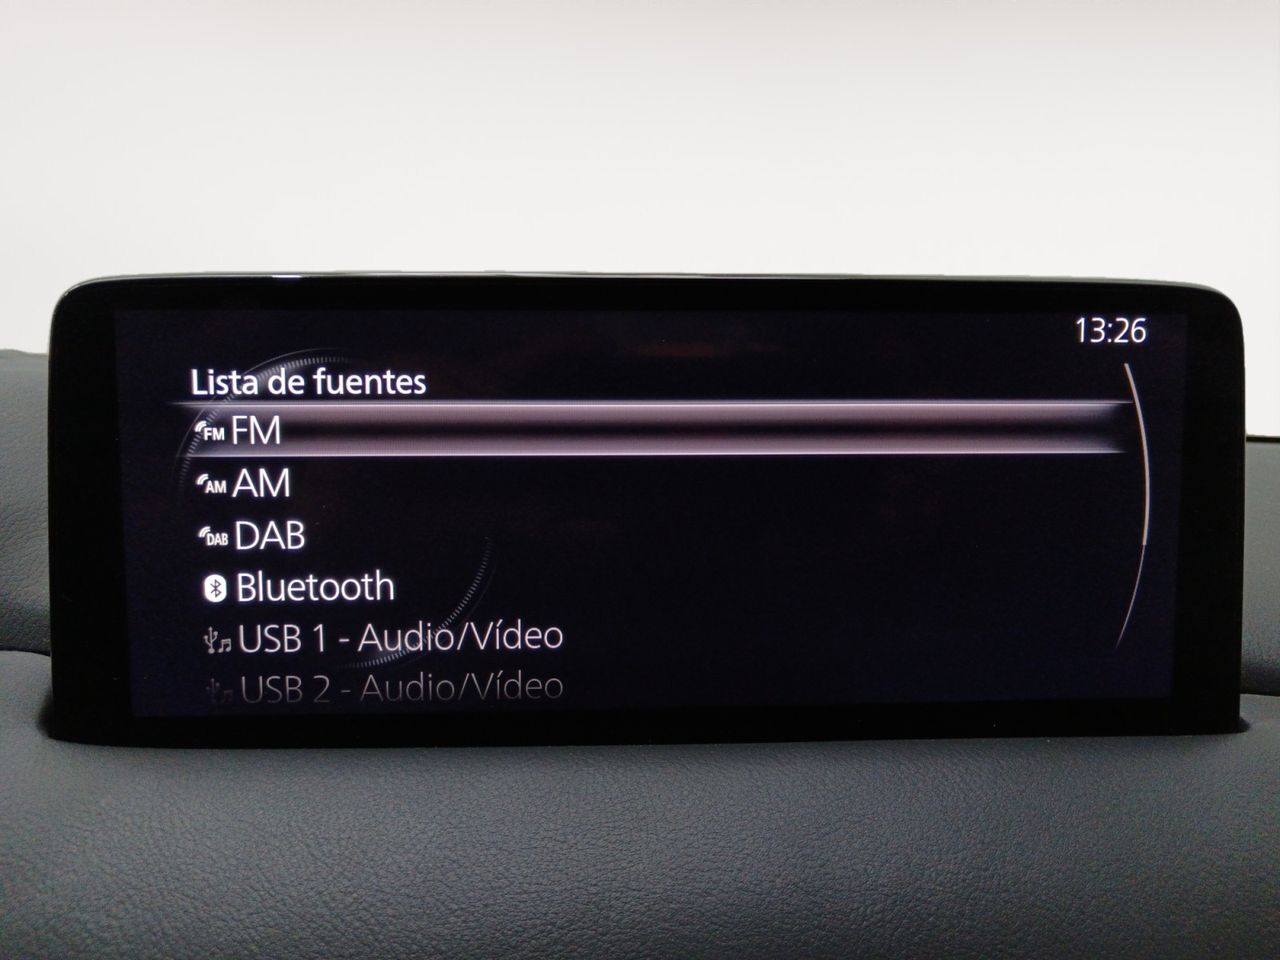 13:26
Lista de fuentes
FM FM
AM AM
DAB DAB
Bluetooth
USB 1 - Audio/Vídeo
USB 2 - Audio/Vídeo